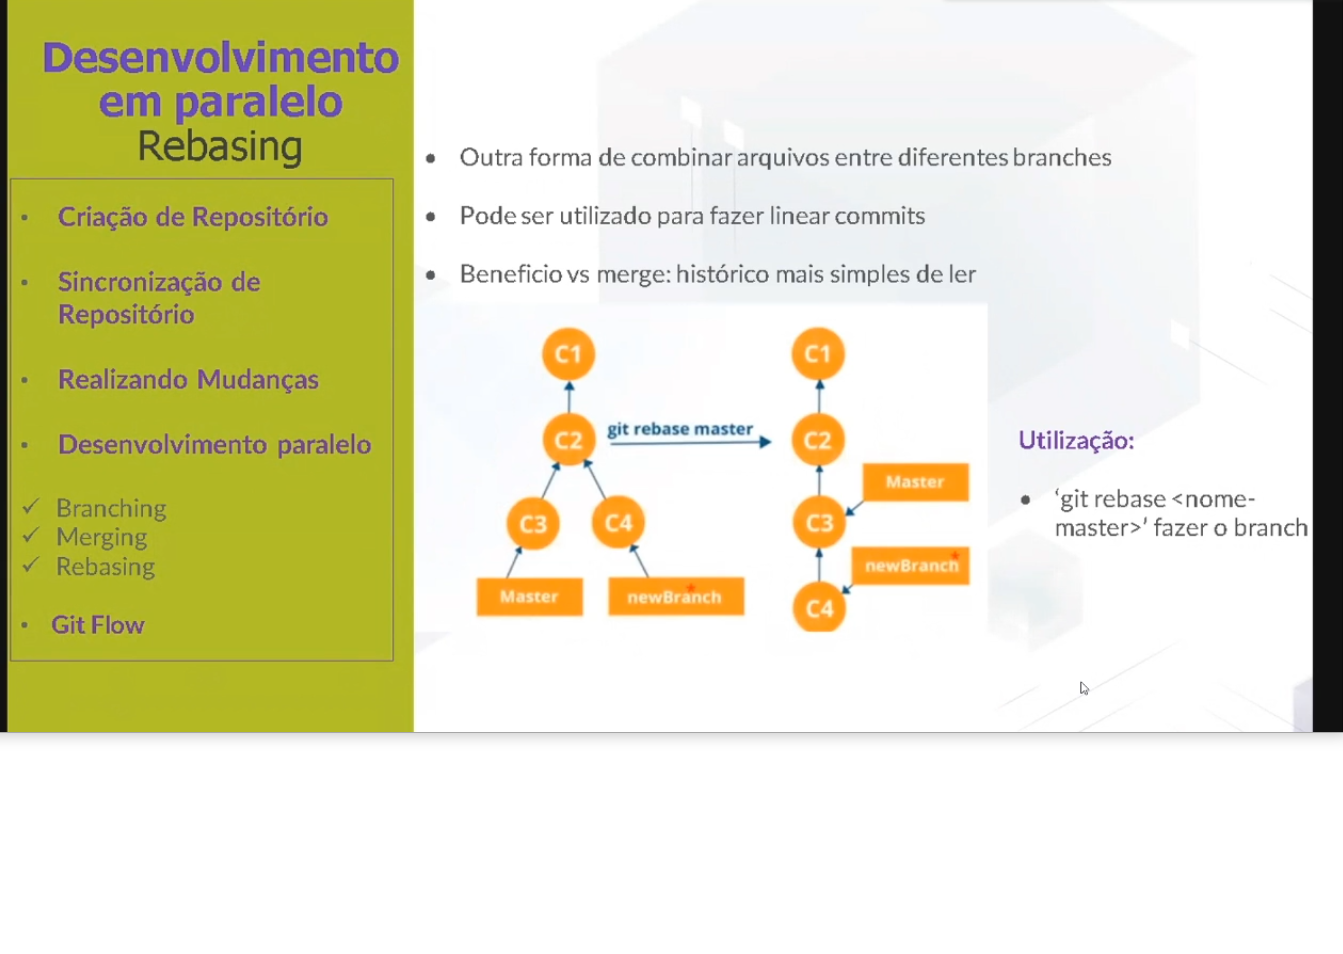 Desenvolvimento
em paralelo
Rebasing
• Criação de Repositório
• Sincronização de
Repositório
• Realizando Mudanças
• Desenvolvimento paralelo
✓ Branching
✓ Merging
✓ Rebasing
• Git Flow
• Outra forma de combinar arquivos entre diferentes branches
• Pode ser utilizado para fazer linear commits
• Beneficio vs merge: histórico mais simples de ler
C1
C2
C3
C4
Master
newBranch
git rebase master
C1
C2
Master
C3
newBranch
C4
Utilização:
• ‘git rebase <nome-
master>’ fazer o branch